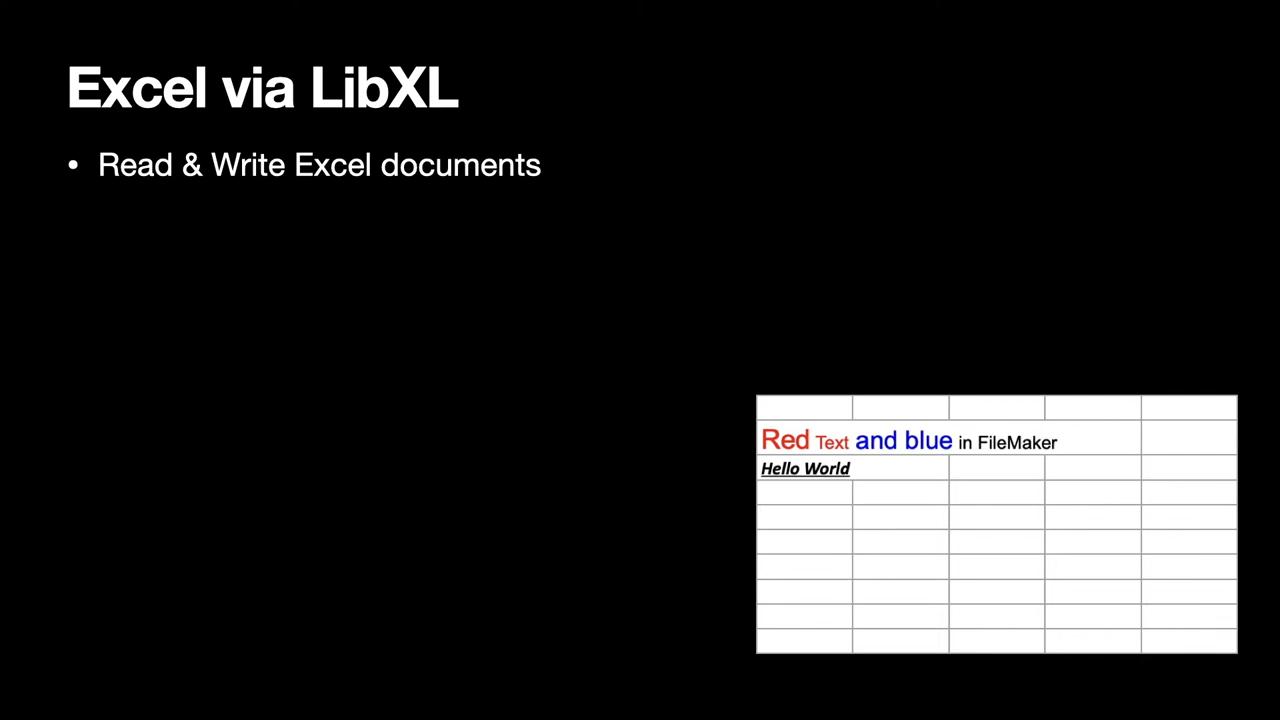 Excel via LibXL
• Read & Write Excel documents
Red Text and blue in FileMaker
Hello World